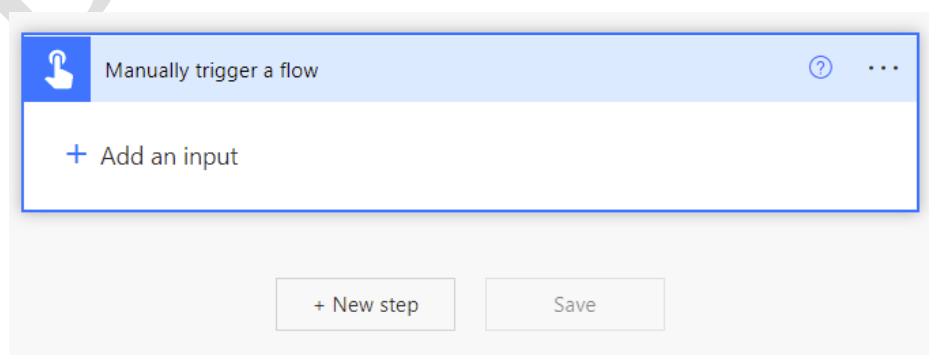 Manually trigger a flow
+ Add an input
+ New step
Save